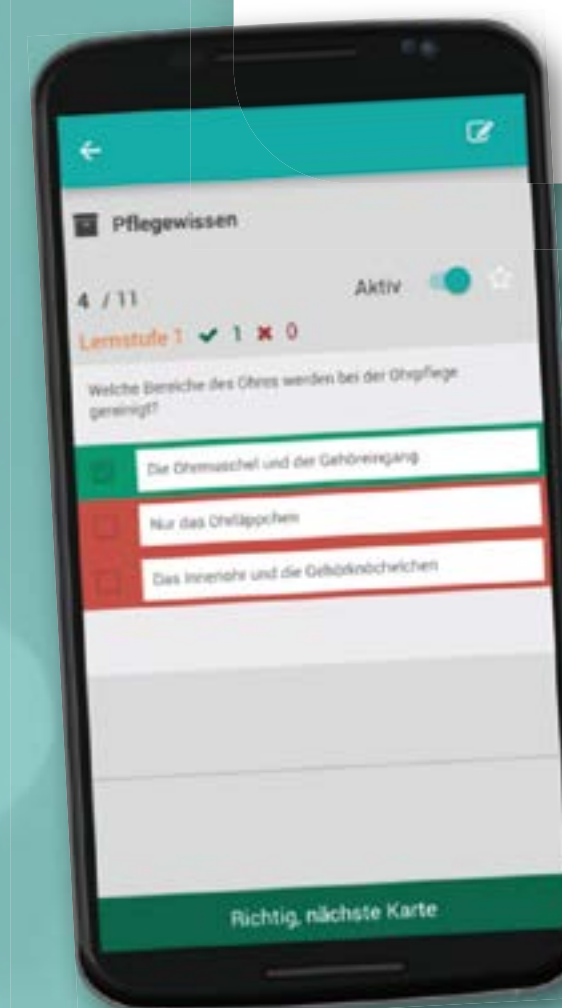 Pflegewissen
4 / 11
Aktiv
Lernstufe 1 ✔ 1 ✖ 0
Welche Bereiche des Ohres werden bei der Ohrpflege
gereinigt?
Die Ohrmuschel und der Gehöreingang
Nur das Ohrläppchen
Das Innenohr und die Gehörknöchelchen
Richtig, nächste Karte